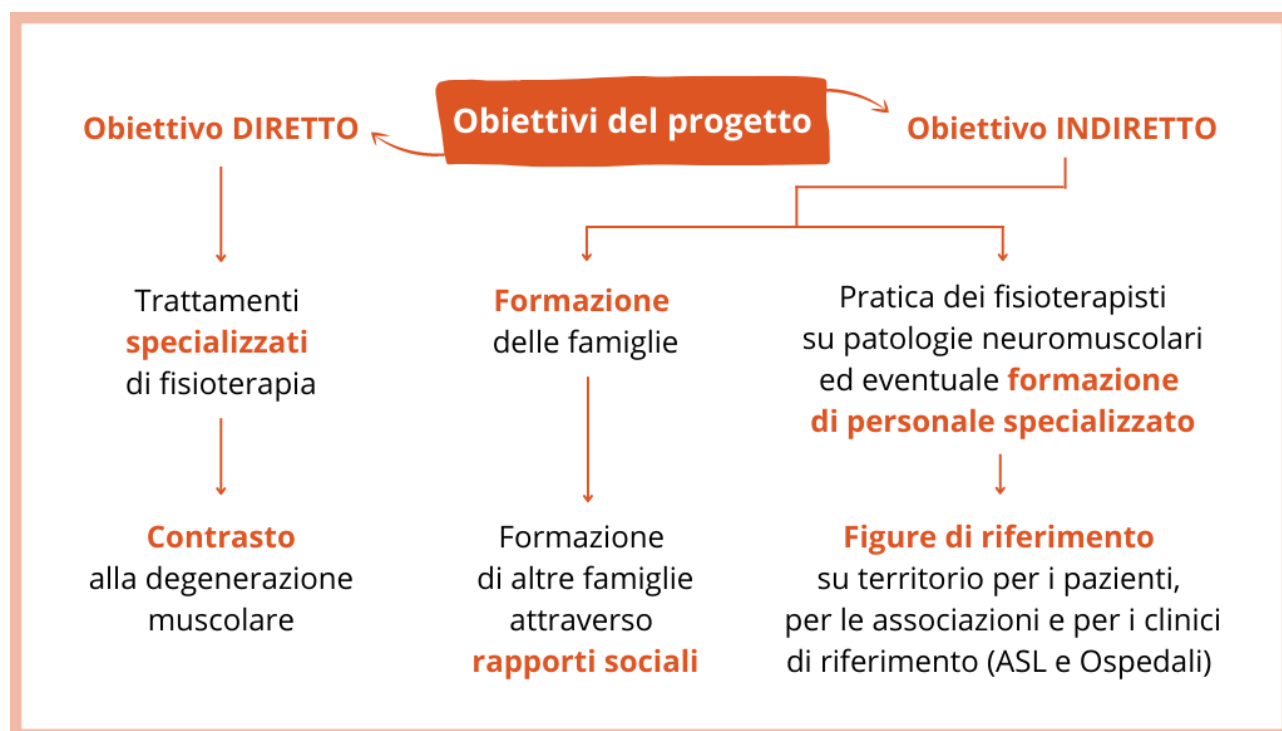 Obiettivi del progetto
Obiettivo DIRETTO
Obiettivo INDIRETTO
Trattamenti
specializzati
di fisioterapia
Contrasto
alla degenerazione
muscolare
Formazione
delle famiglie
Formazione
di altre famiglie
attraverso
rapporti sociali
Pratica dei fisioterapisti
su patologie neuromuscolari
ed eventuale formazione
di personale specializzato
Figure di riferimento
su territorio per i pazienti,
per le associazioni e per i clinici
di riferimento (ASL e Ospedali)